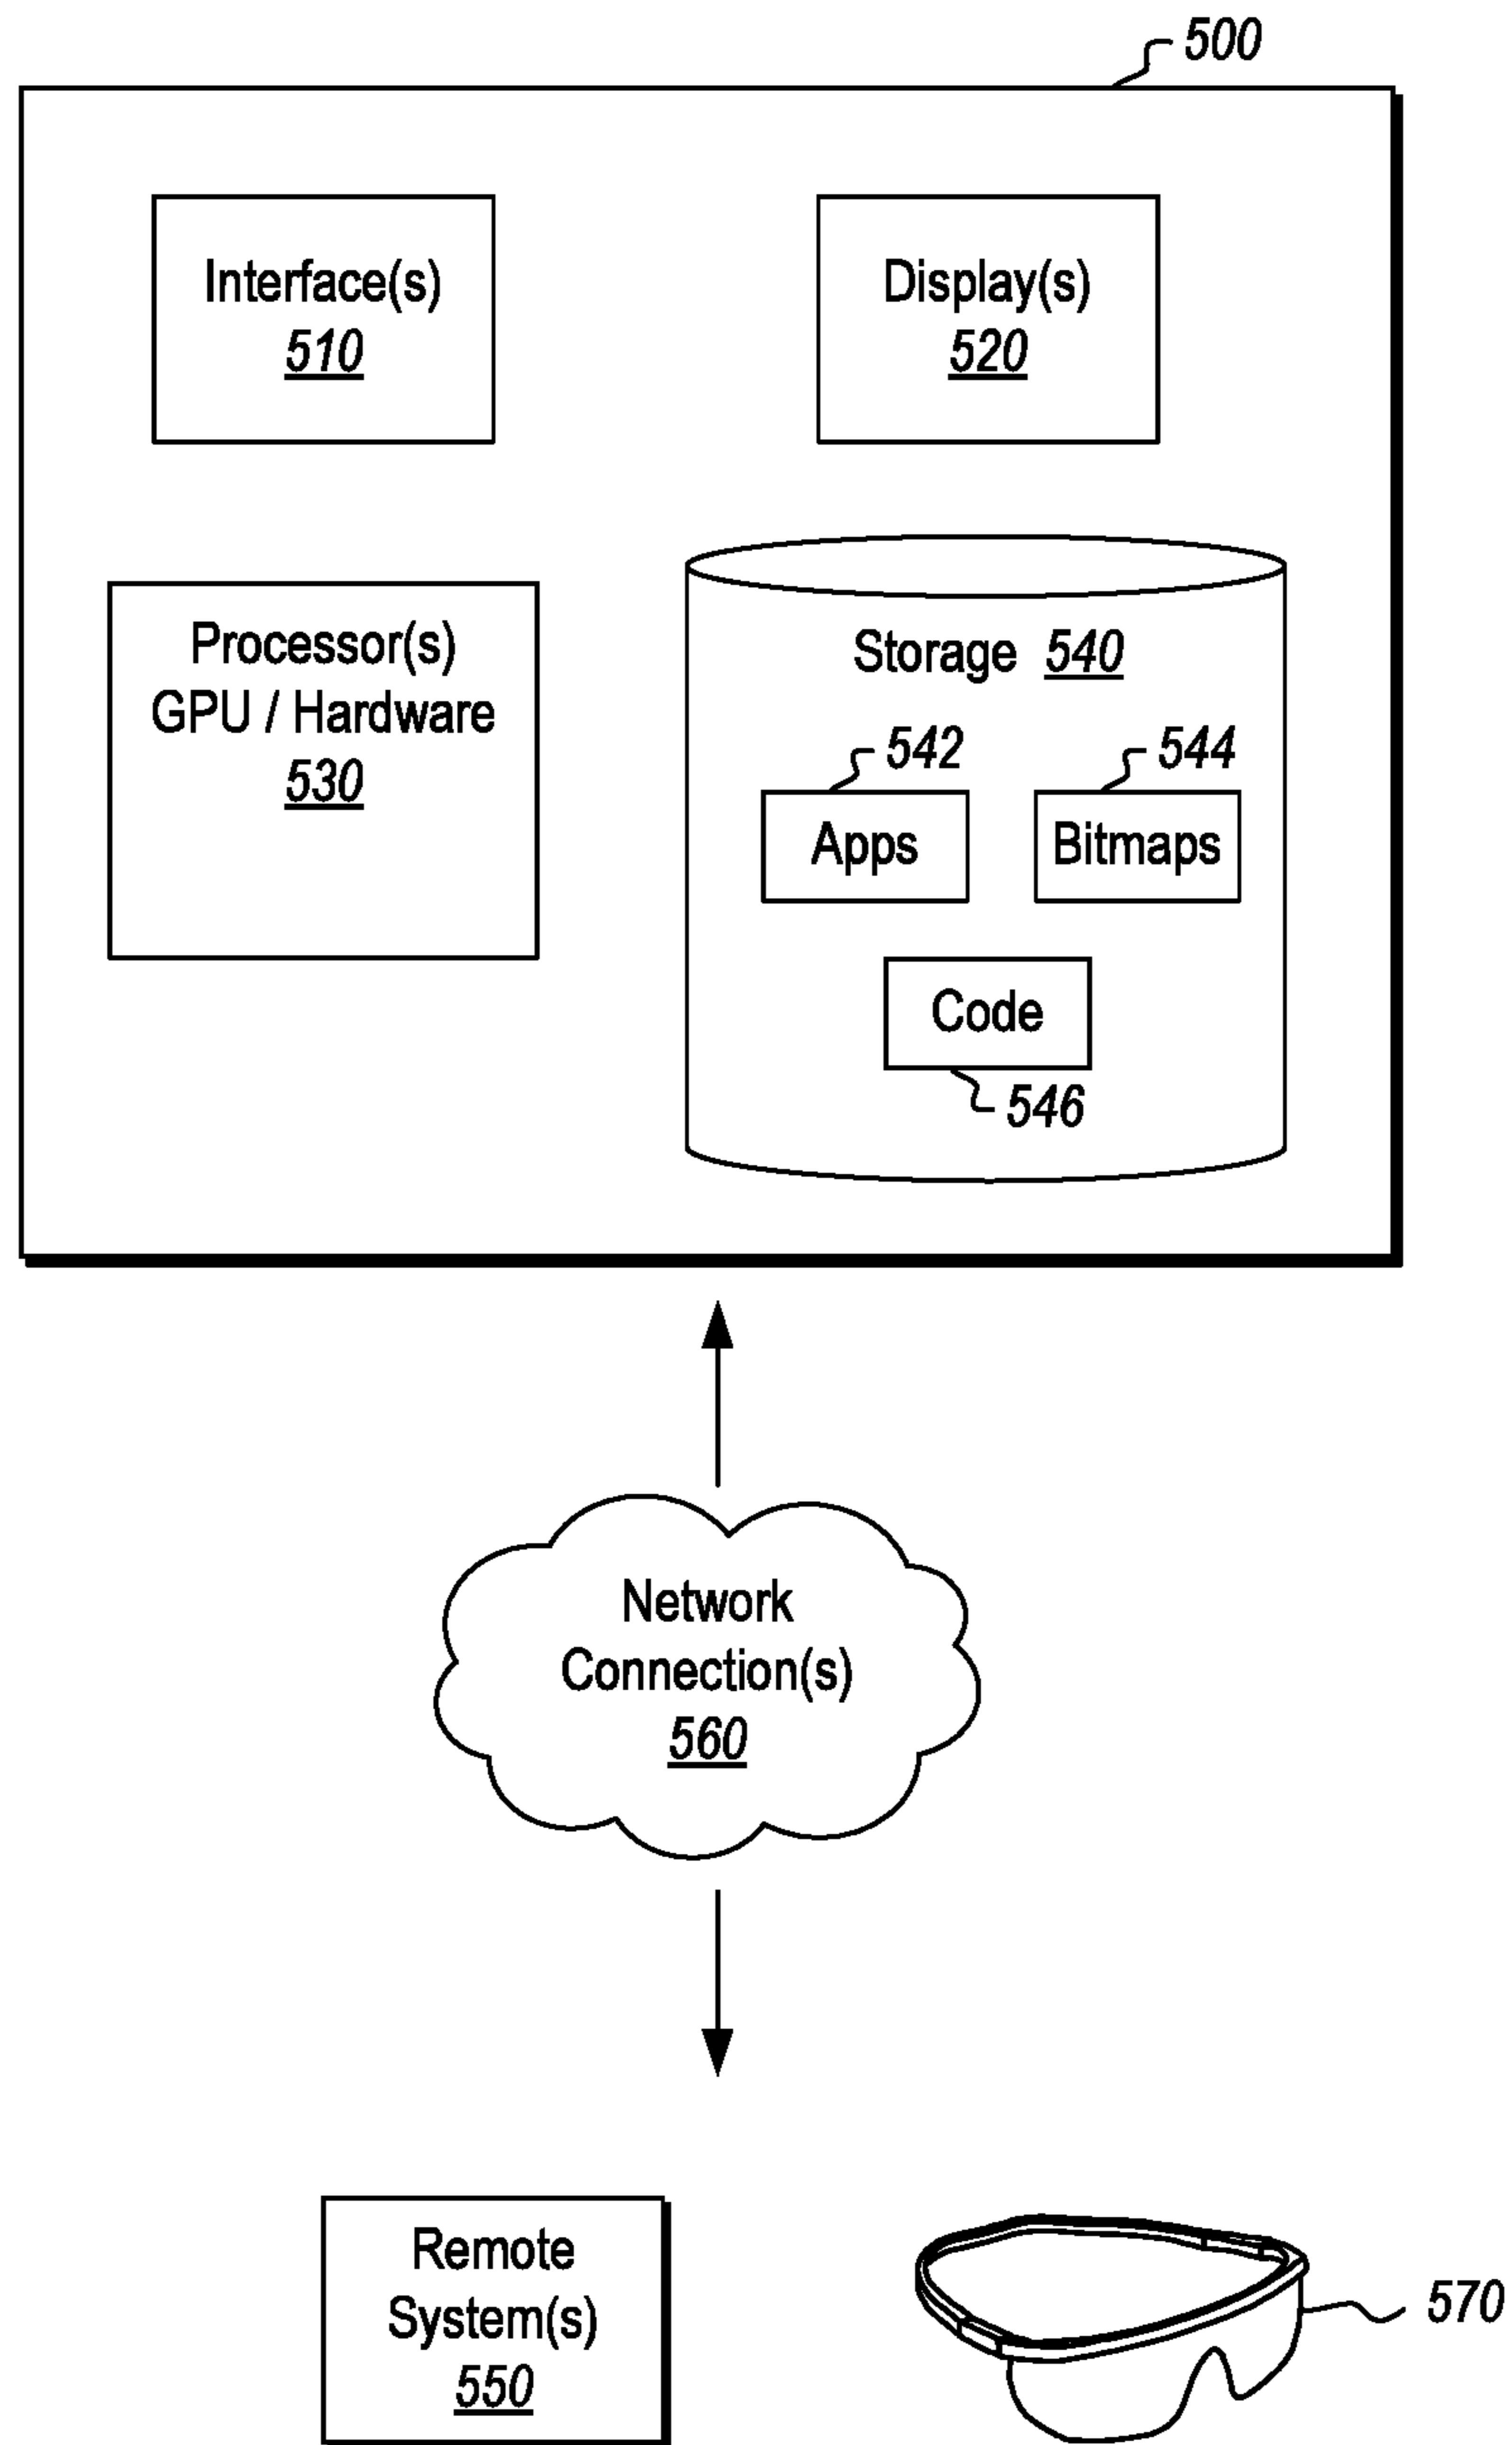 500
Interface(s)
510
Display(s)
520
Processor(s)
GPU / Hardware
530
Storage 540
542
544
Apps
Bitmaps
Code
546
Network
Connection(s)
560
Remote
System(s)
550
570